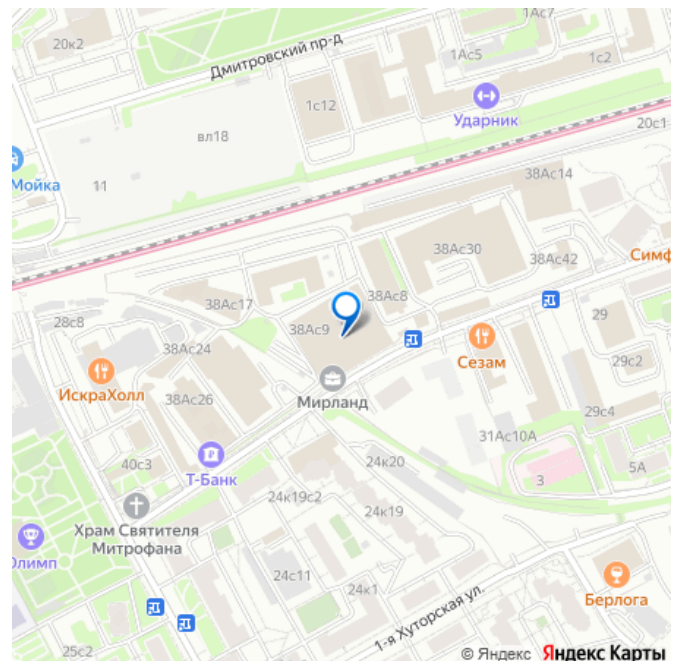 20к2
1Ас7
1Ас5
1с2
Дмитровский пр-д
1с12
Ударник
вл18
20с1
Мойка
11
38Ас14
38Ас30
38Ас42
Симф
38Ас17
38Ас8
28с8
38Ас9
29
38Ас24
Сезам
29с2
ИскраХолл
38Ас26
Мирланд
29с4
31Ас10А
40с3
Т-Банк
24к20
3
5А
24к19с2
Храм Святителя
Митрофана
24к19
Олимп
24с11
24к1
Берлога
1-я Хуторская ул.
25с2
© Яндекс Яндекс Карты